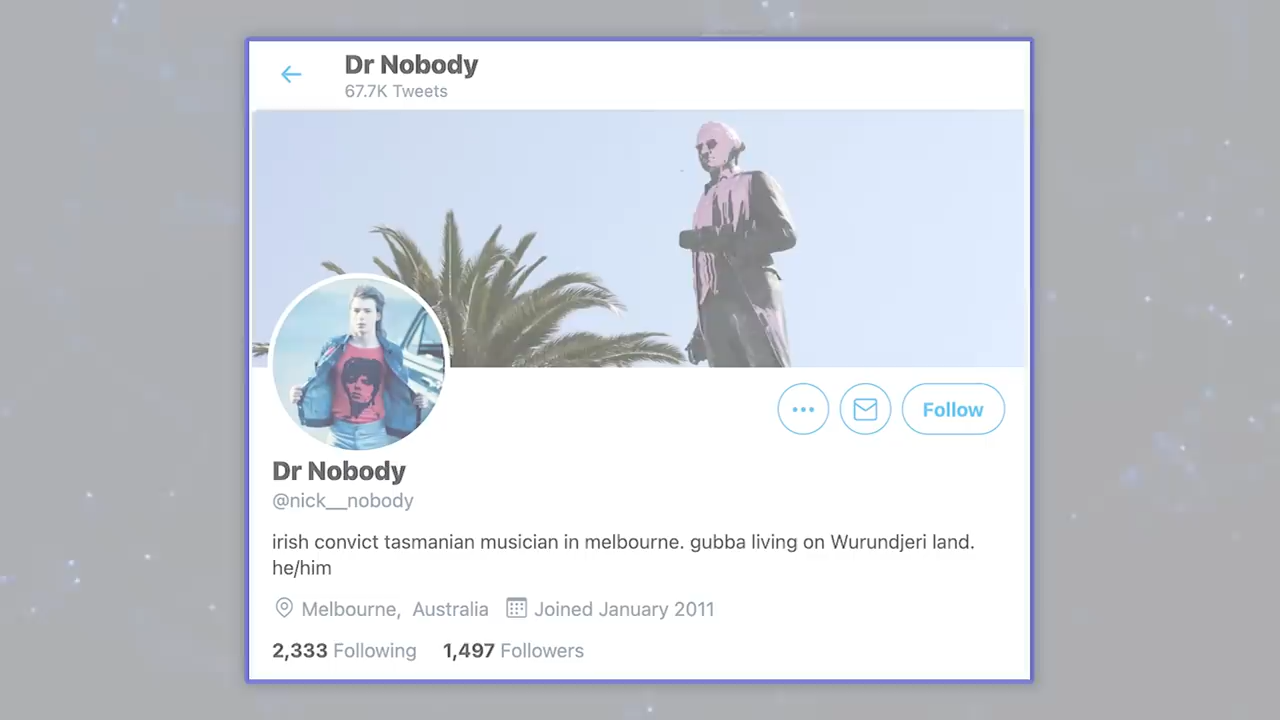 Dr Nobody
67.7K Tweets
Follow
Dr Nobody
@nick__nobody
irish convict tasmanian musician in melbourne. gubba living on Wurundjeri land.
he/him
Melbourne, Australia Joined January 2011
2,333 Following 1,497 Followers